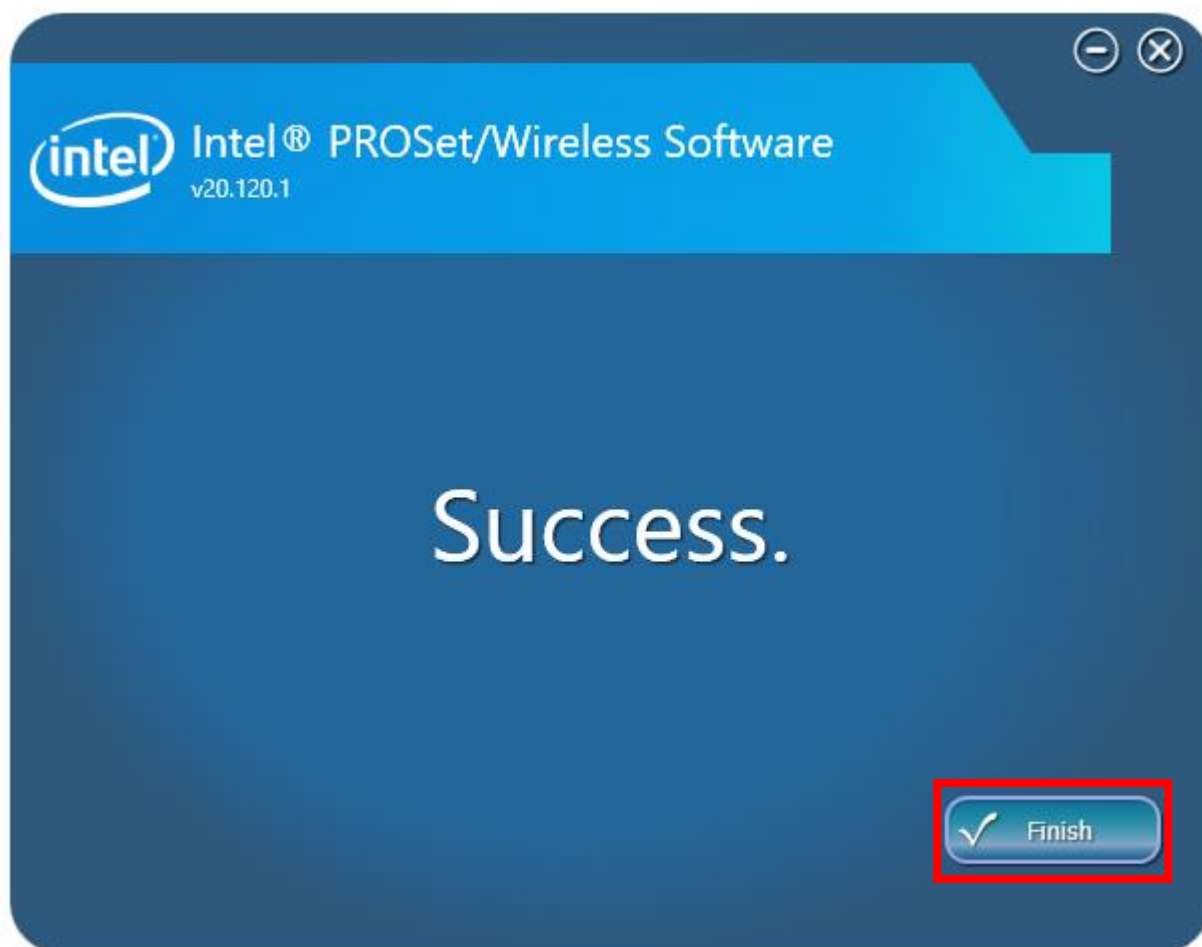 intel
Intel® PROSet/Wireless Software
v20.120.1
Success.
Finish